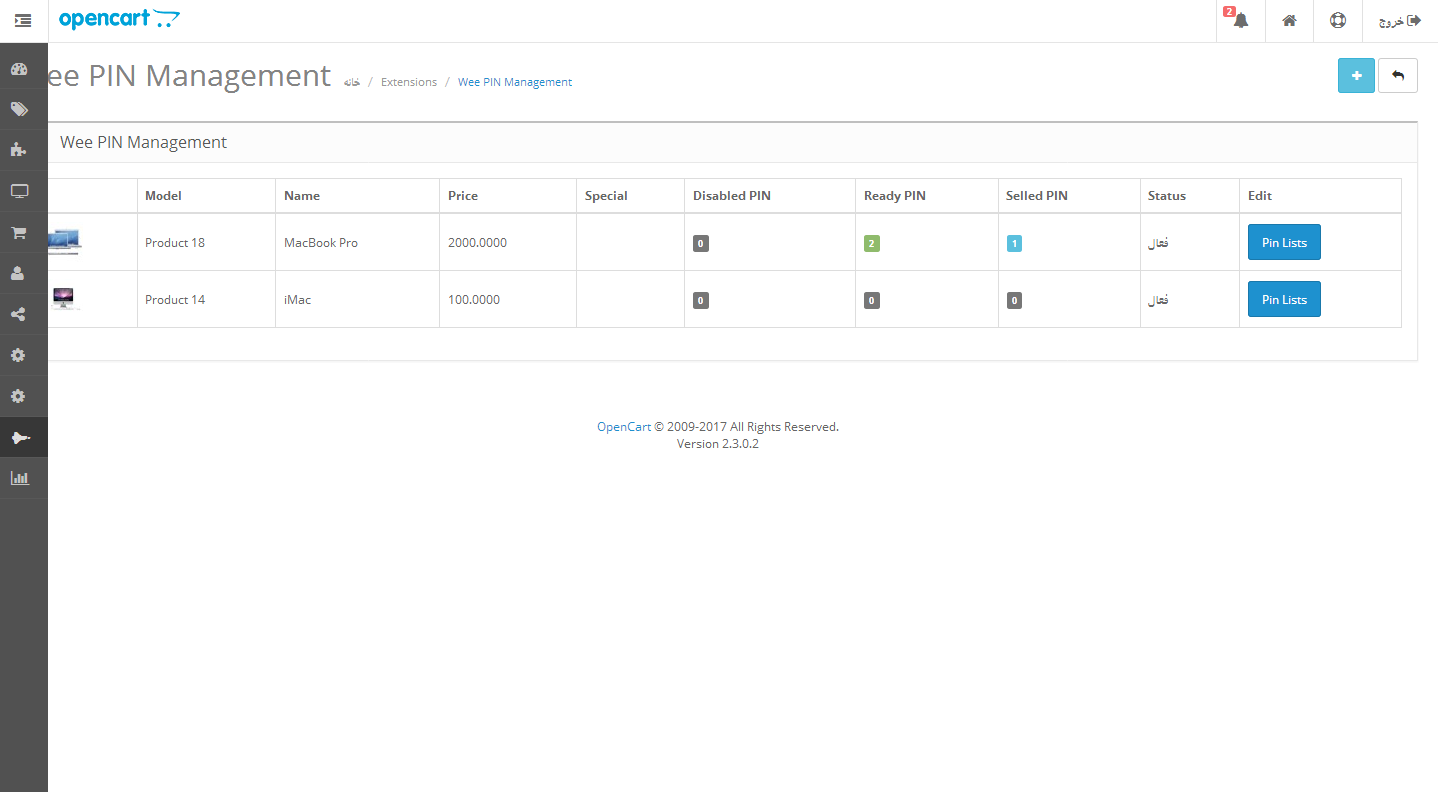 opencart
2
خروج
ee PIN Management
خانه / Extensions / Wee PIN Management
Wee PIN Management
Model Name Price Special Disabled PIN Ready PIN Selled PIN Status Edit
Product 18 MacBook Pro 2000.0000 0 2 1 فعال Pin Lists
Product 14 iMac 100.0000 0 0 0 فعال Pin Lists
OpenCart © 2009-2017 All Rights Reserved.
Version 2.3.0.2